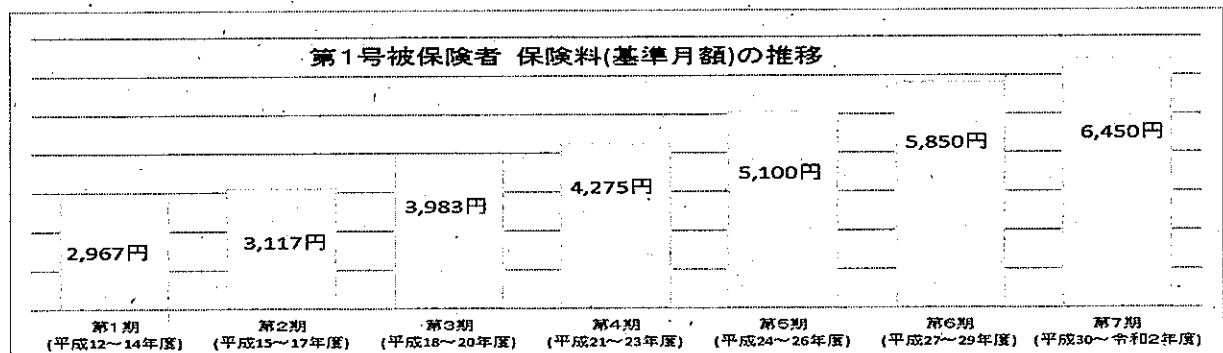 第1号被保険者 保険料(基準月額)の推移
2,967円
3,117円
3,983円
4,275円
5,100円
5,850円
6,450円
第1期
(平成12～14年度)
第2期
(平成15～17年度)
第3期
(平成18～20年度)
第4期
(平成21～23年度)
第5期
(平成24～26年度)
第6期
(平成27～29年度)
第7期
(平成30～令和2年度)